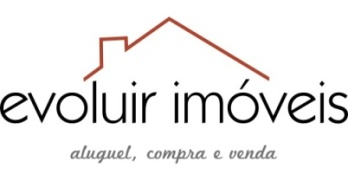 evoluir imóveis
aluguel, compra e venda